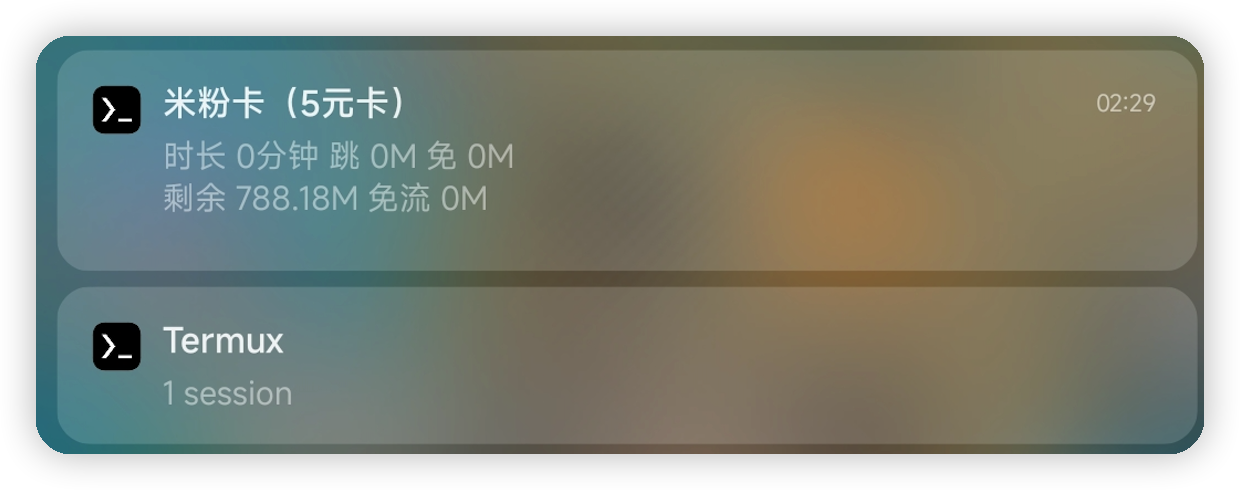 米粉卡（5元卡）
02:29
时长 0分钟 跳 0M 免 0M
剩余 788.18M 免流 0M
Termux
1 session